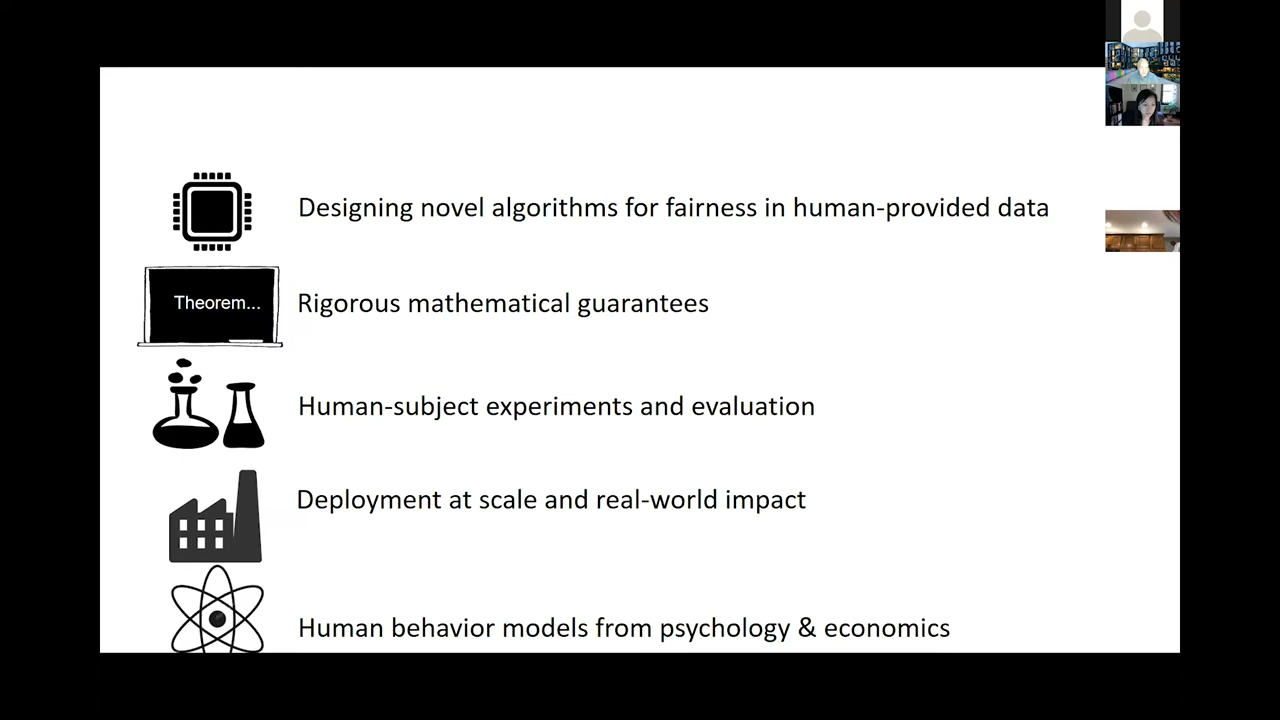 Designing novel algorithms for fairness in human-provided data
Theorem...
Rigorous mathematical guarantees
Human-subject experiments and evaluation
Deployment at scale and real-world impact
Human behavior models from psychology & economics